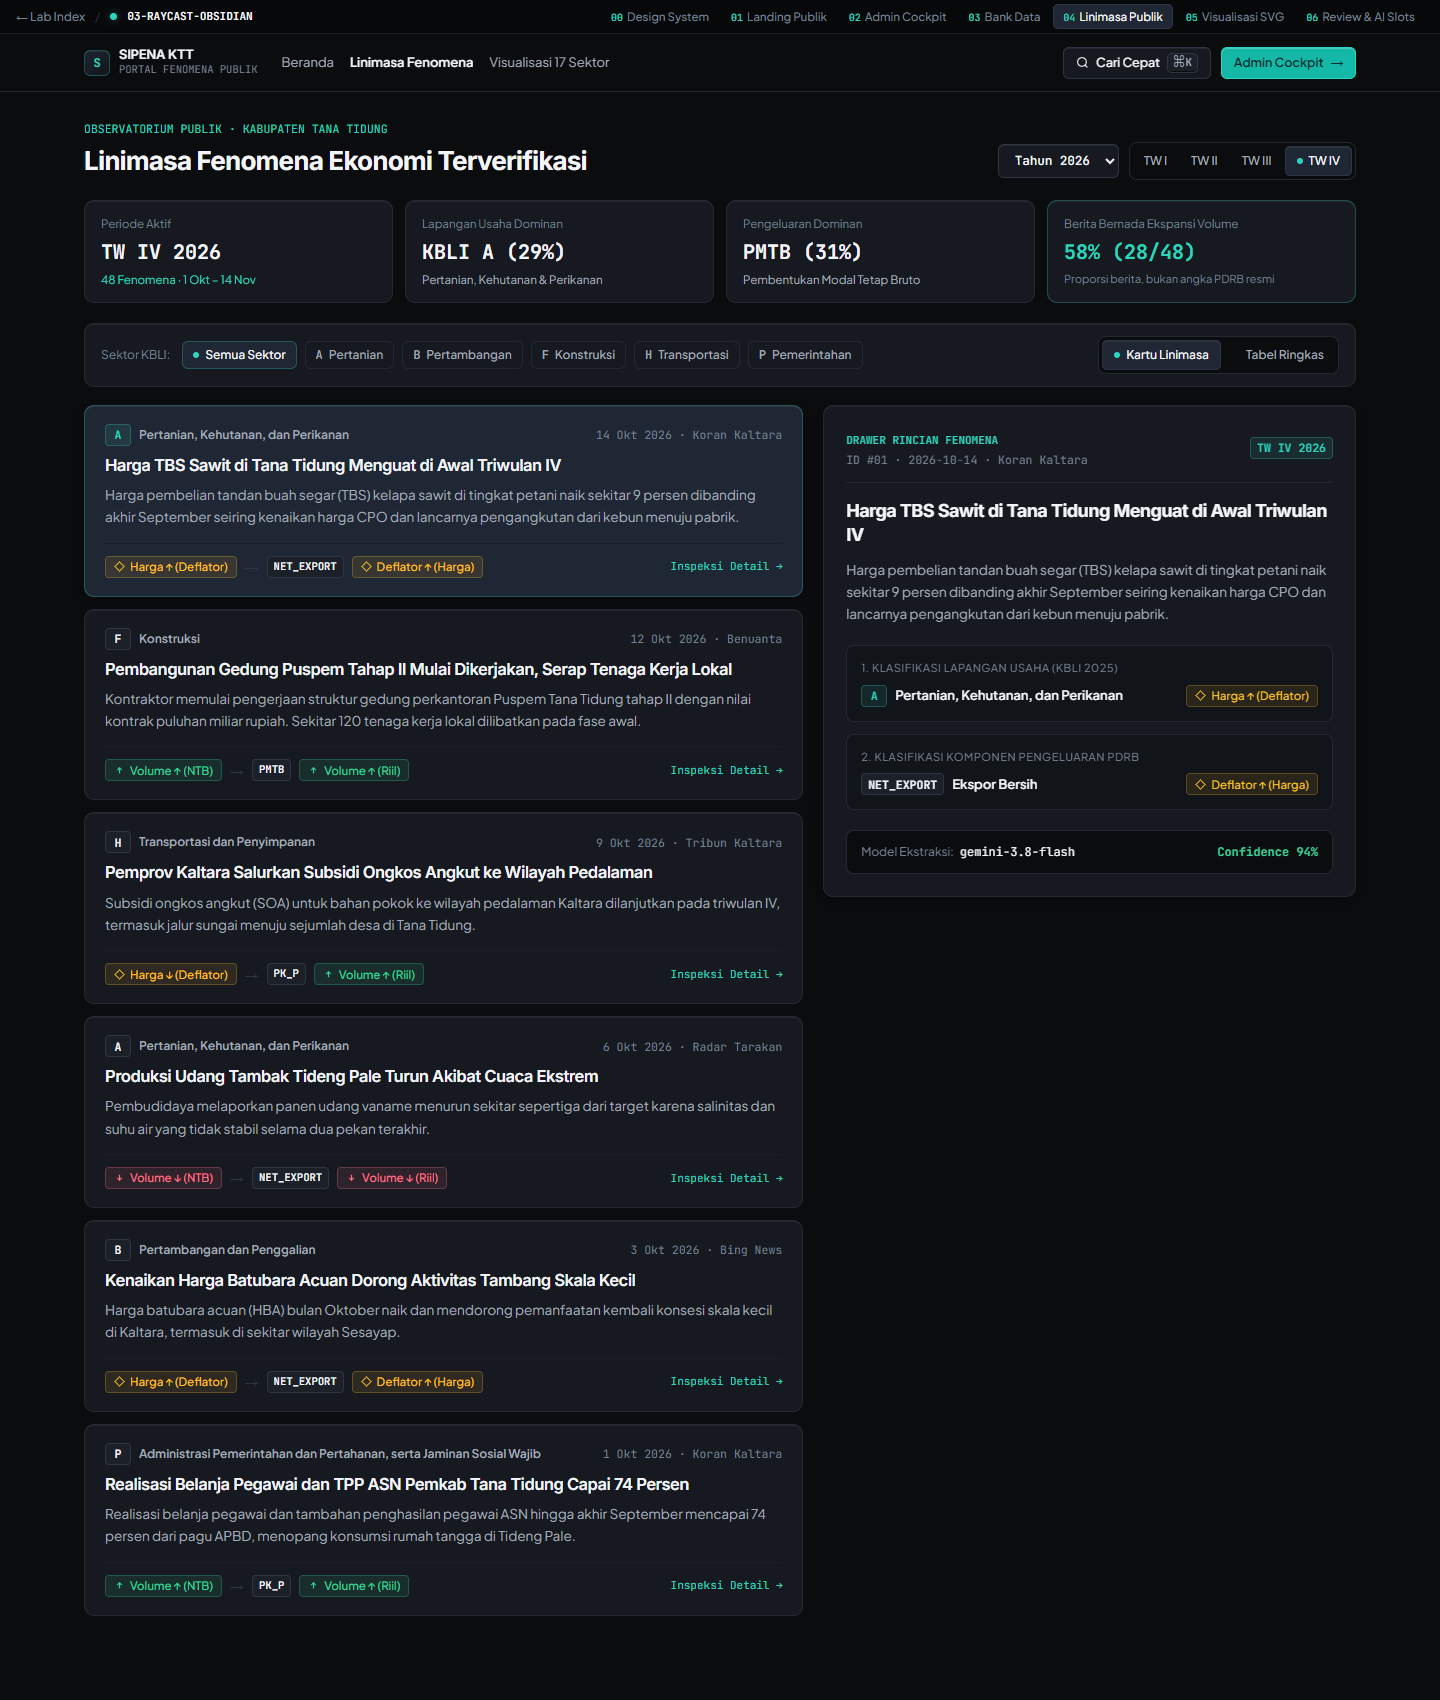 ← Lab Index / 03-RAYCAST-OBSIDIAN
00 Design System 01 Landing Publik 02 Admin Cockpit 03 Bank Data 04 Linimasa Publik 05 Visualisasi SVG 06 Review & AI Slots
S SIPENA KTT
PORTAL FENOMENA PUBLIK
Beranda Linimasa Fenomena Visualisasi 17 Sektor
Cari Cepat ⌘K Admin Cockpit →
OBSERVATORIUM PUBLIK · KABUPATEN TANA TIDUNG
Linimasa Fenomena Ekonomi Terverifikasi
Tahun 2026 TW I TW II TW III TW IV
Periode Aktif
TW IV 2026
48 Fenomena · 1 Okt – 14 Nov
Lapangan Usaha Dominan
KBLI A (29%)
Pertanian, Kehutanan & Perikanan
Pengeluaran Dominan
PMTB (31%)
Pembentukan Modal Tetap Bruto
Berita Bernada Ekspansi Volume
58% (28/48)
Proporsi berita, bukan angka PDRB resmi
Sektor KBLI: Semua Sektor A Pertanian B Pertambangan F Konstruksi H Transportasi P Pemerintahan
Kartu Linimasa Tabel Ringkas
A Pertanian, Kehutanan, dan Perikanan 14 Okt 2026 · Koran Kaltara
Harga TBS Sawit di Tana Tidung Menguat di Awal Triwulan IV
Harga pembelian tandan buah segar (TBS) kelapa sawit di tingkat petani naik sekitar 9 persen dibanding
akhir September seiring kenaikan harga CPO dan lancarnya pengangkutan dari kebun menuju pabrik.
◇ Harga ↑ (Deflator) → NET_EXPORT ◇ Deflator ↑ (Harga) Inspeksi Detail →
F Konstruksi 12 Okt 2026 · Benuanta
Pembangunan Gedung Puspem Tahap II Mulai Dikerjakan, Serap Tenaga Kerja Lokal
Kontraktor memulai pengerjaan struktur gedung perkantoran Puspem Tana Tidung tahap II dengan nilai
kontrak puluhan miliar rupiah. Sekitar 120 tenaga kerja lokal dilibatkan pada fase awal.
↑ Volume ↑ (NTB) → PMTB ↑ Volume ↑ (Riil) Inspeksi Detail →
H Transportasi dan Penyimpanan 9 Okt 2026 · Tribun Kaltara
Pemprov Kaltara Salurkan Subsidi Ongkos Angkut ke Wilayah Pedalaman
Subsidi ongkos angkut (SOA) untuk bahan pokok ke wilayah pedalaman Kaltara dilanjutkan pada triwulan IV,
termasuk jalur sungai menuju sejumlah desa di Tana Tidung.
◇ Harga ↓ (Deflator) → PK_P ↑ Volume ↑ (Riil) Inspeksi Detail →
A Pertanian, Kehutanan, dan Perikanan 6 Okt 2026 · Radar Tarakan
Produksi Udang Tambak Tideng Pale Turun Akibat Cuaca Ekstrem
Pembudidaya melaporkan panen udang vaname menurun sekitar sepertiga dari target karena salinitas dan
suhu air yang tidak stabil selama dua pekan terakhir.
↓ Volume ↓ (NTB) → NET_EXPORT ↓ Volume ↓ (Riil) Inspeksi Detail →
B Pertambangan dan Penggalian 3 Okt 2026 · Bing News
Kenaikan Harga Batubara Acuan Dorong Aktivitas Tambang Skala Kecil
Harga batubara acuan (HBA) bulan Oktober naik dan mendorong pemanfaatan kembali konsesi skala kecil
di Kaltara, termasuk di sekitar wilayah Sesayap.
◇ Harga ↑ (Deflator) → NET_EXPORT ◇ Deflator ↑ (Harga) Inspeksi Detail →
P Administrasi Pemerintahan dan Pertahanan, serta Jaminan Sosial Wajib 1 Okt 2026 · Koran Kaltara
Realisasi Belanja Pegawai dan TPP ASN Pemkab Tana Tidung Capai 74 Persen
Realisasi belanja pegawai dan tambahan penghasilan pegawai ASN hingga akhir September mencapai 74
persen dari pagu APBD, menopang konsumsi rumah tangga di Tideng Pale.
↑ Volume ↑ (NTB) → PK_P ↑ Volume ↑ (Riil) Inspeksi Detail →
DRAWER RINCIAN FENOMENA
ID #01 · 2026-10-14 · Koran Kaltara
TW IV 2026
Harga TBS Sawit di Tana Tidung Menguat di Awal Triwulan
IV
Harga pembelian tandan buah segar (TBS) kelapa sawit di tingkat petani naik
sekitar 9 persen dibanding akhir September seiring kenaikan harga CPO dan
lancarnya pengangkutan dari kebun menuju pabrik.
1. KLASIFIKASI LAPANGAN USAHA (KBLI 2025)
A Pertanian, Kehutanan, dan Perikanan ◇ Harga ↑ (Deflator)
2. KLASIFIKASI KOMPONEN PENGELUARAN PDRB
NET_EXPORT Ekspor Bersih ◇ Deflator ↑ (Harga)
Model Ekstraksi: gemini-3.8-flash Confidence 94%